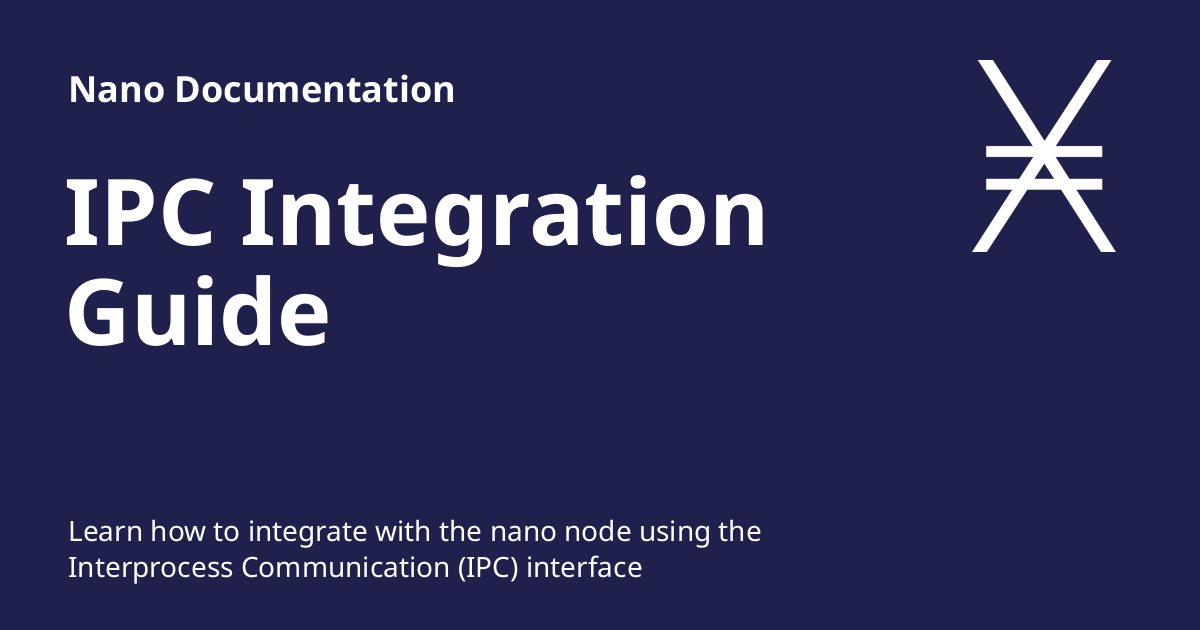 Nano Documentation
IPC Integration
Guide
Learn how to integrate with the nano node using the
Interprocess Communication (IPC) interface